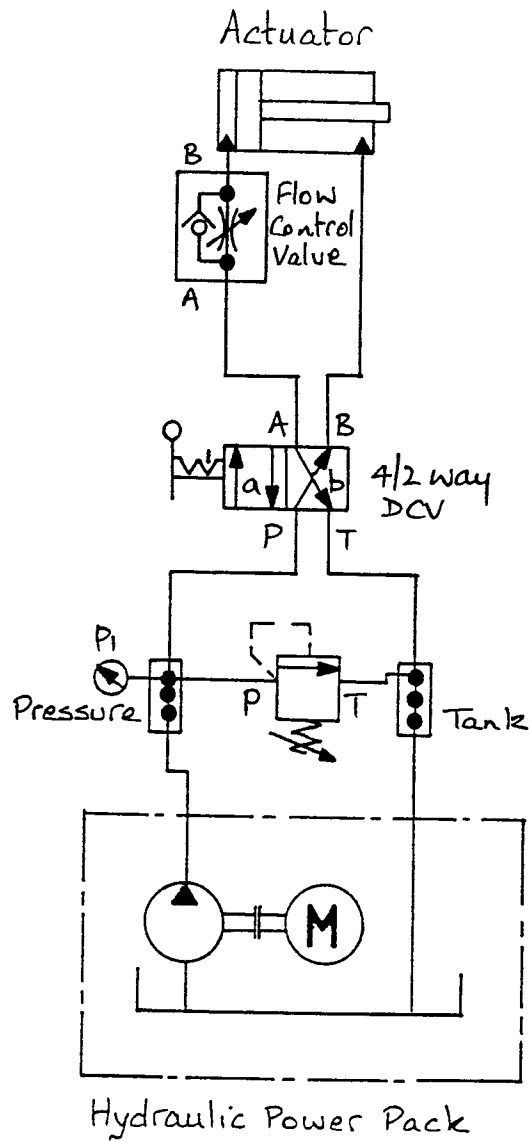 Actuator
B
Flow
Control
Value
A
A B
a b
4/2 way
DCV
P T
P1
P T
Pressure
Tank
M
Hydraulic Power Pack